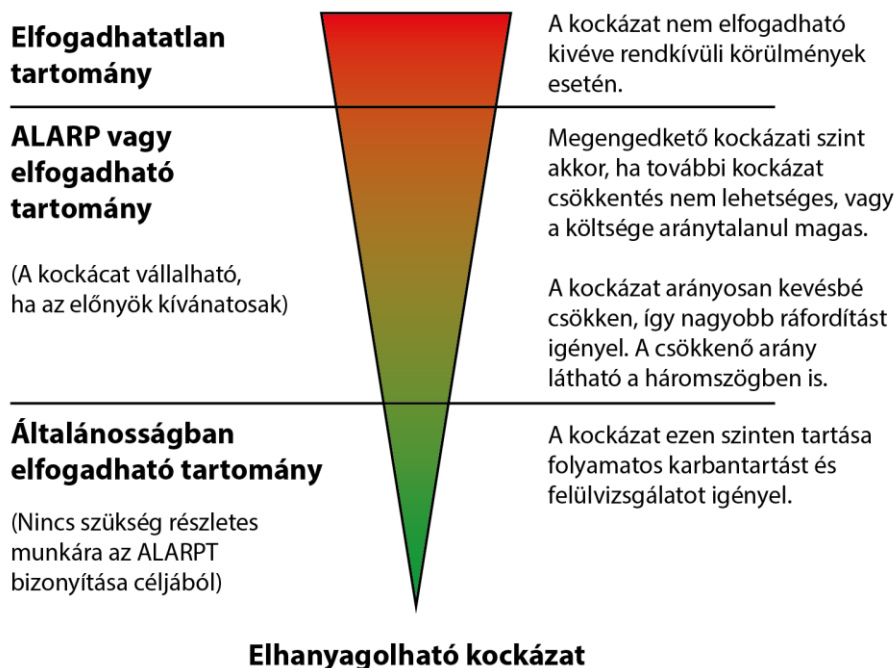 Elfogadhatatlan
tartomány
A kockázat nem elfogadható
kivéve rendkívüli körülmények
esetén.
ALARP vagy
elfogadható
tartomány
(A kockácat vállalható,
ha az előnyök kívánatosak)
Megengedkető kockázati szint
akkor, ha további kockázat
csökkentés nem lehetséges, vagy
a költsége aránytalanul magas.
A kockázat arányosan kevésbé
csökken, így nagyobb ráfordítást
igényel. A csökkenő arány
látható a háromszögben is.
Általánosságban
elfogadható tartomány
(Nincs szükség részletes
munkára az ALARPT
bizonyítása céljából)
A kockázat ezen szinten tartása
folyamatos karbantartást és
felülvizsgálatot igényel.
Elhanyagolható kockázat